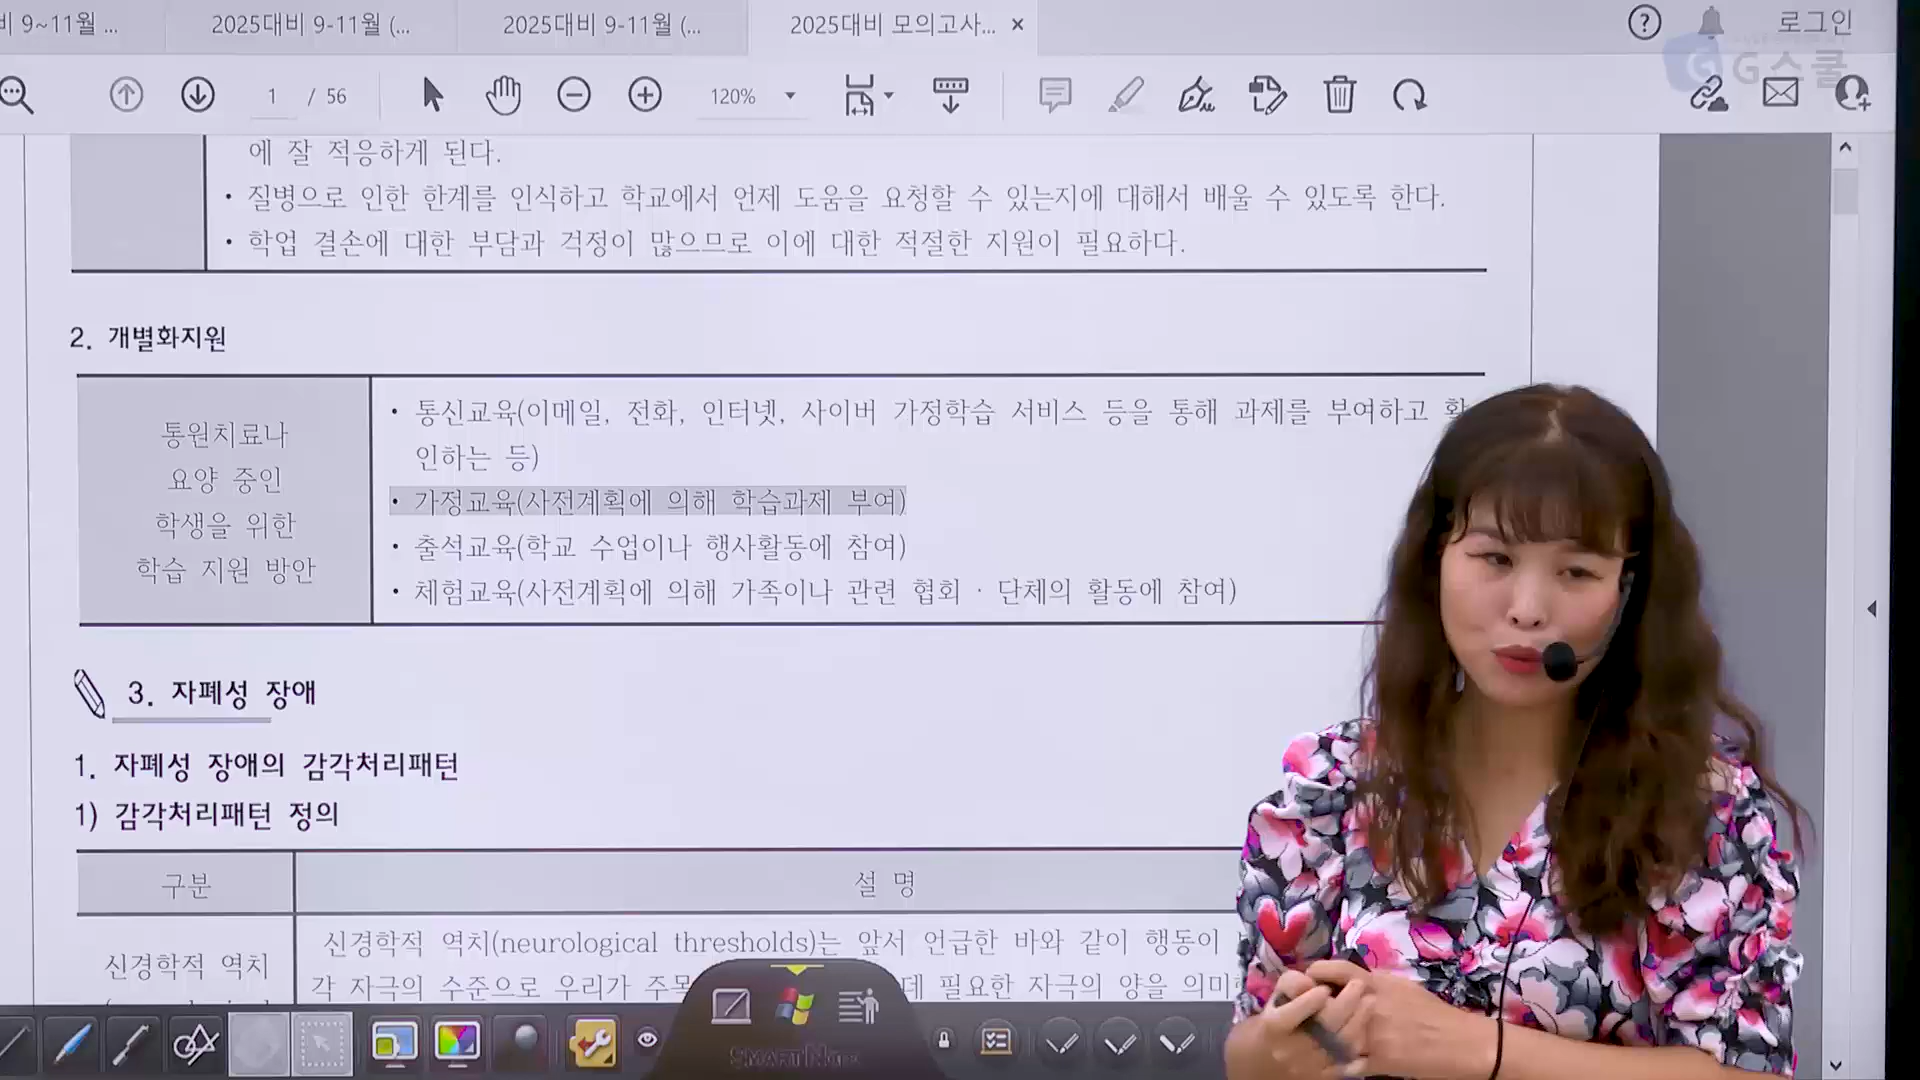 비 9~11월 ...
2025대비 9-11월 (...
2025대비 9-11월 (...
2025대비 모의고사... ×
로그인
G스쿨
1 / 56
120%
에 잘 적응하게 된다.
• 질병으로 인한 한계를 인식하고 학교에서 언제 도움을 요청할 수 있는지에 대해서 배울 수 있도록 한다.
• 학업 결손에 대한 부담과 걱정이 많으므로 이에 대한 적절한 지원이 필요하다.
2. 개별화지원
통원치료나
요양 중인
학생을 위한
학습 지원 방안
• 통신교육(이메일, 전화, 인터넷, 사이버 가정학습 서비스 등을 통해 과제를 부여하고 확
인하는 등)
• 가정교육(사전계획에 의해 학습과제 부여)
• 출석교육(학교 수업이나 행사활동에 참여)
• 체험교육(사전계획에 의해 가족이나 관련 협회 · 단체의 활동에 참여)
3. 자폐성 장애
1. 자폐성 장애의 감각처리패턴
1) 감각처리패턴 정의
구분
설 명
신경학적 역치
신경학적 역치(neurological thresholds)는 앞서 언급한 바와 같이 행동이
각 자극의 수준으로 우리가 주목
데 필요한 자극의 양을 의미